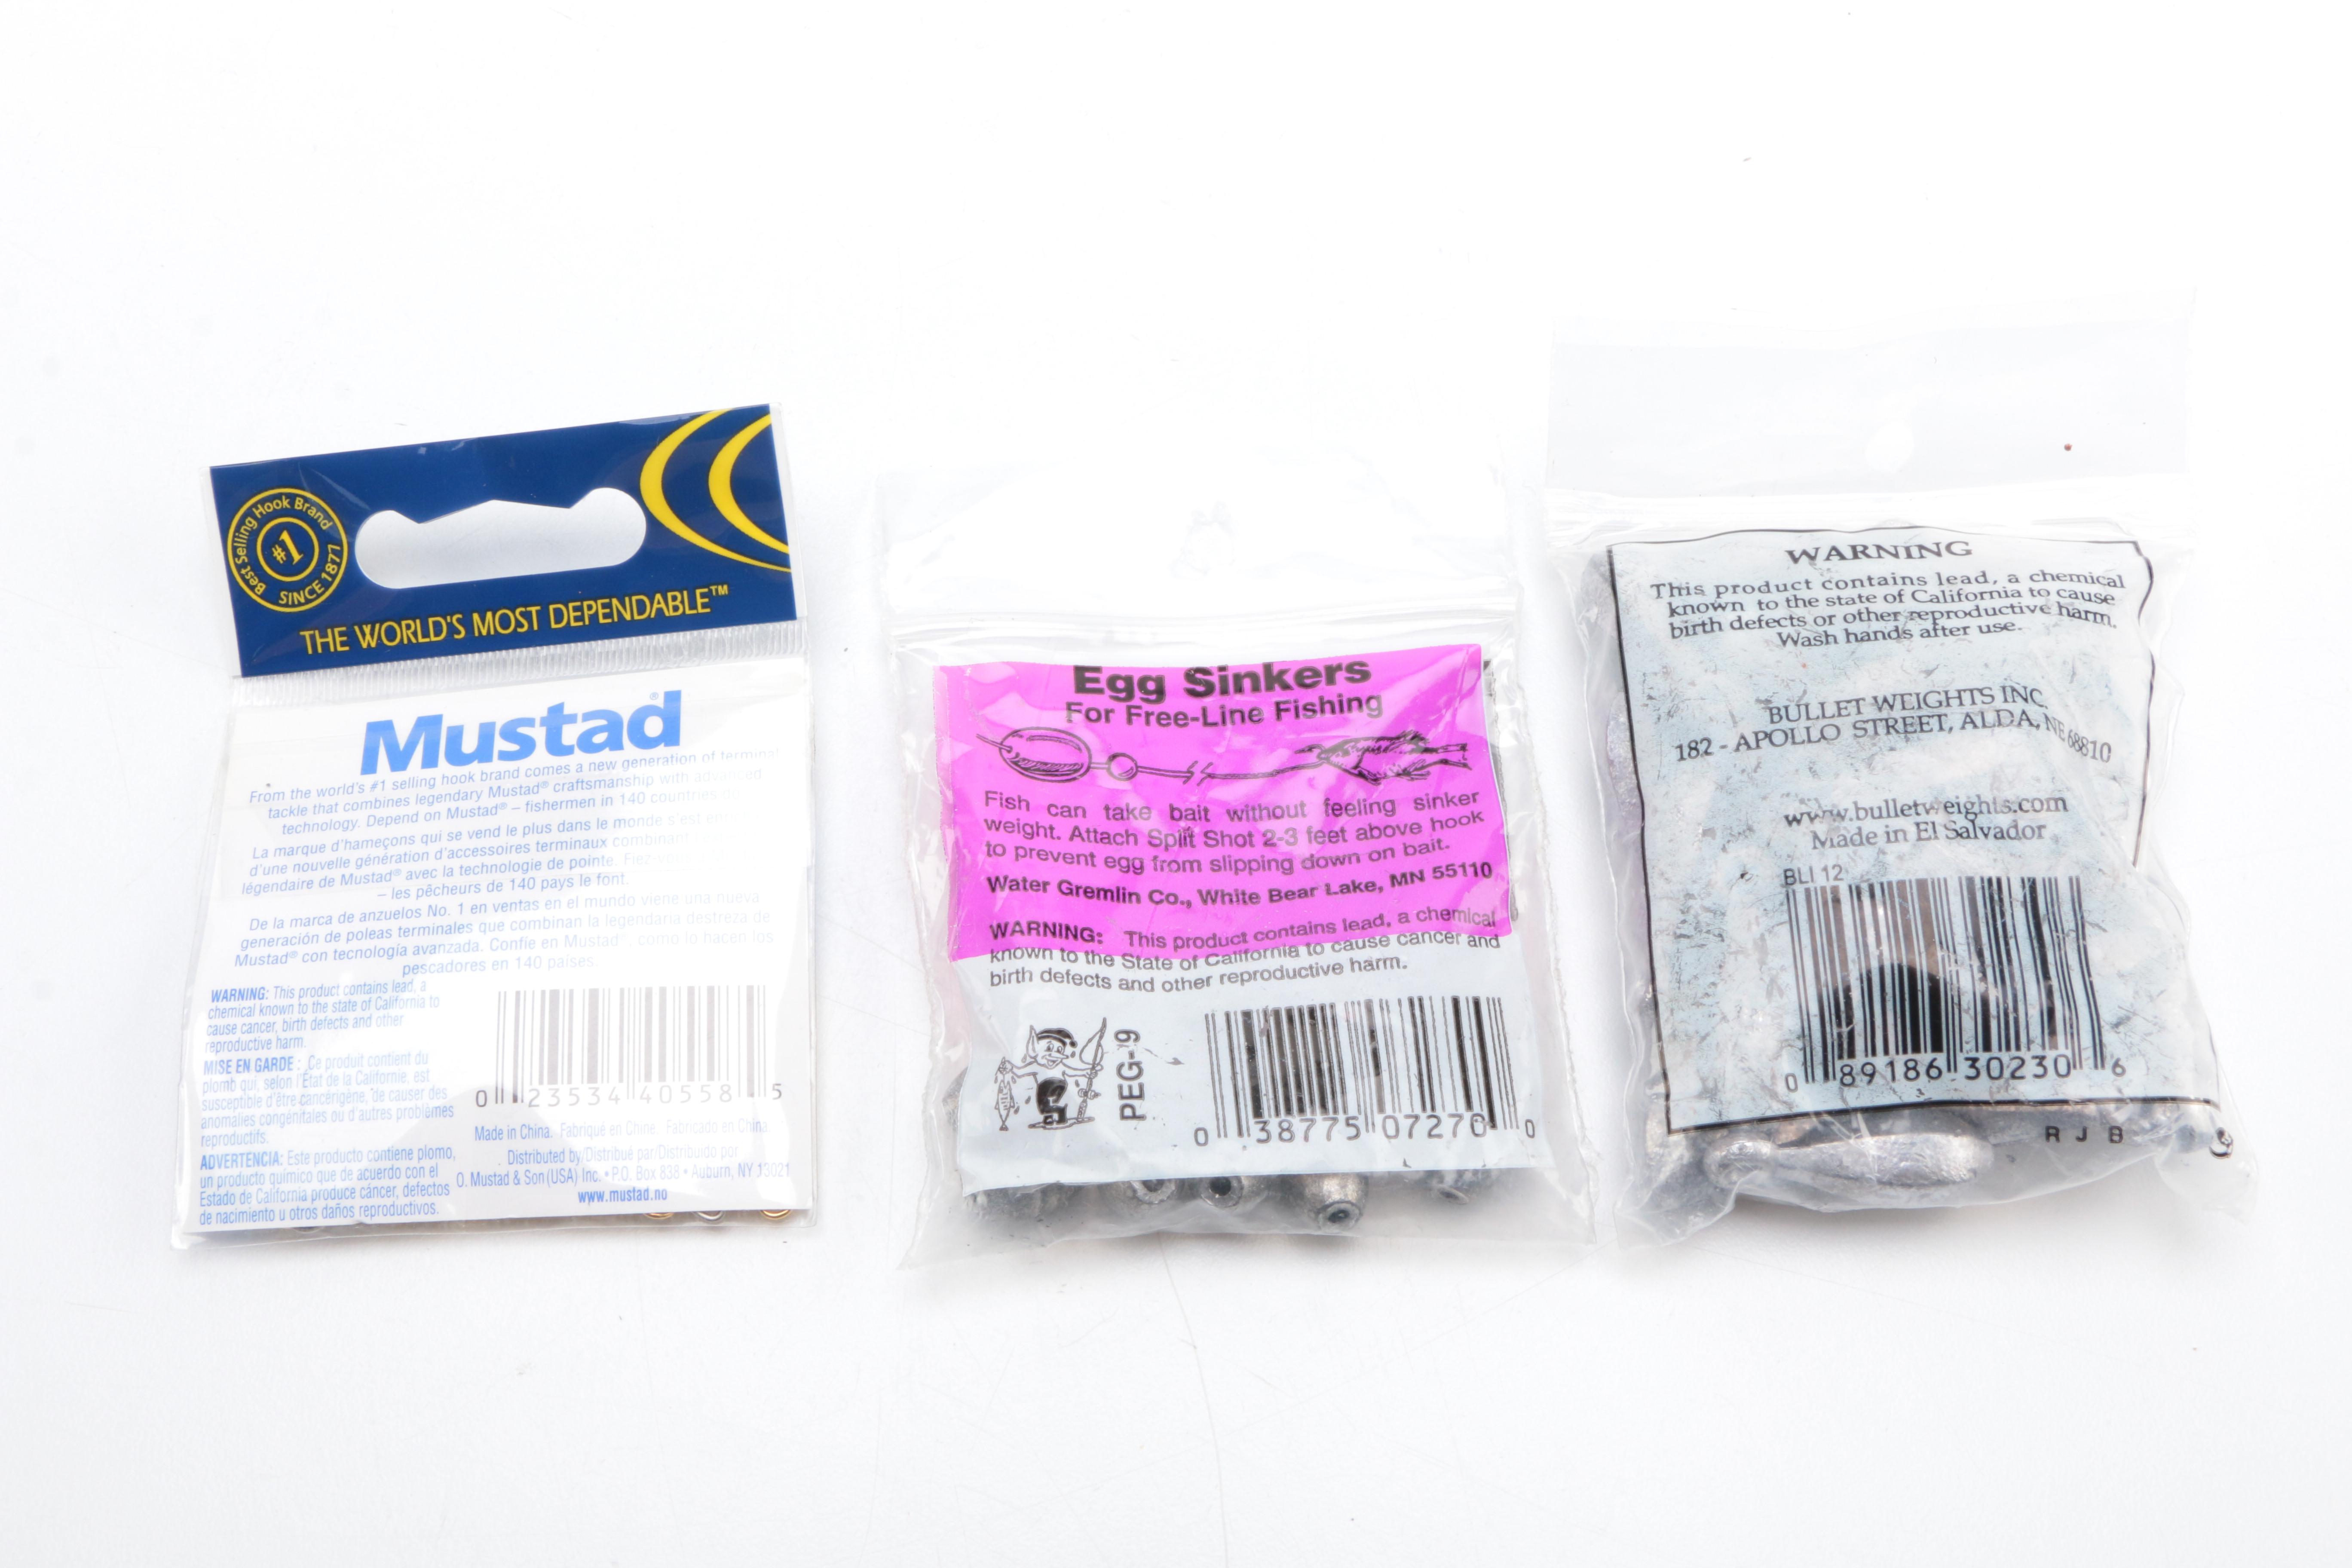 Best Selling Hook Brand
#1
SINCE 1877
THE WORLD'S MOST DEPENDABLE™
Mustad®
From the world's #1 selling hook brand comes a new generation of terminal
tackle that combines legendary Mustad® craftsmanship with advanced
technology. Depend on Mustad® – fishermen in 140 countries do.
La marque d'hameçons qui se vend le plus dans le monde s'est
d'une nouvelle génération d'accessoires terminaux combinant
légendaire de Mustad® avec la technologie de pointe.
– les pêcheurs de 140 pays le font.
De la marca de anzuelos No. 1 en ventas en el mundo viene una nueva
generación de poleas terminales que combinan la legendaria destreza de
Mustad® con tecnología avanzada. Confíe en Mustad®, como lo hacen los
pescadores en 140 países.
WARNING: This product contains lead, a
chemical known to the state of California to
cause cancer, birth defects and other
reproductive harm.
MISE EN GARDE : Ce produit contient du
plomb qui, selon l'État de la Californie, est
susceptible d'être cancérigène, de causer des
anomalies congénitales ou d'autres problèmes
reproductifs.
ADVERTENCIA: Este producto contiene plomo,
un producto químico que de acuerdo con el
Estado de California produce cáncer, defectos
de nacimiento u otros daños reproductivos.
0 23534 40558 5
Made in China. Fabriqué en Chine. Fabricado en China.
Distributed by/Distribué par/Distribuido por
O. Mustad & Son (USA) Inc. • P.O. Box 838 • Auburn, NY 13021
www.mustad.no
Egg Sinkers
For Free-Line Fishing
Fish can take bait without feeling sinker
weight. Attach Split Shot 2-3 feet above hook
to prevent egg from slipping down on bait.
Water Gremlin Co., White Bear Lake, MN 55110
WARNING: This product contains lead, a chemical
known to the State of California to cause cancer and
birth defects and other reproductive harm.
PEG-9
0 38775 07270 0
WARNING
This product contains lead, a chemical
known to the state of California to cause
birth defects or other reproductive harm.
Wash hands after use.
BULLET WEIGHTS INC.
182 - APOLLO STREET, ALDA, NE 68810
www.bulletweights.com
Made in El Salvador
BLI 12
0 89186 30230 6
R J B